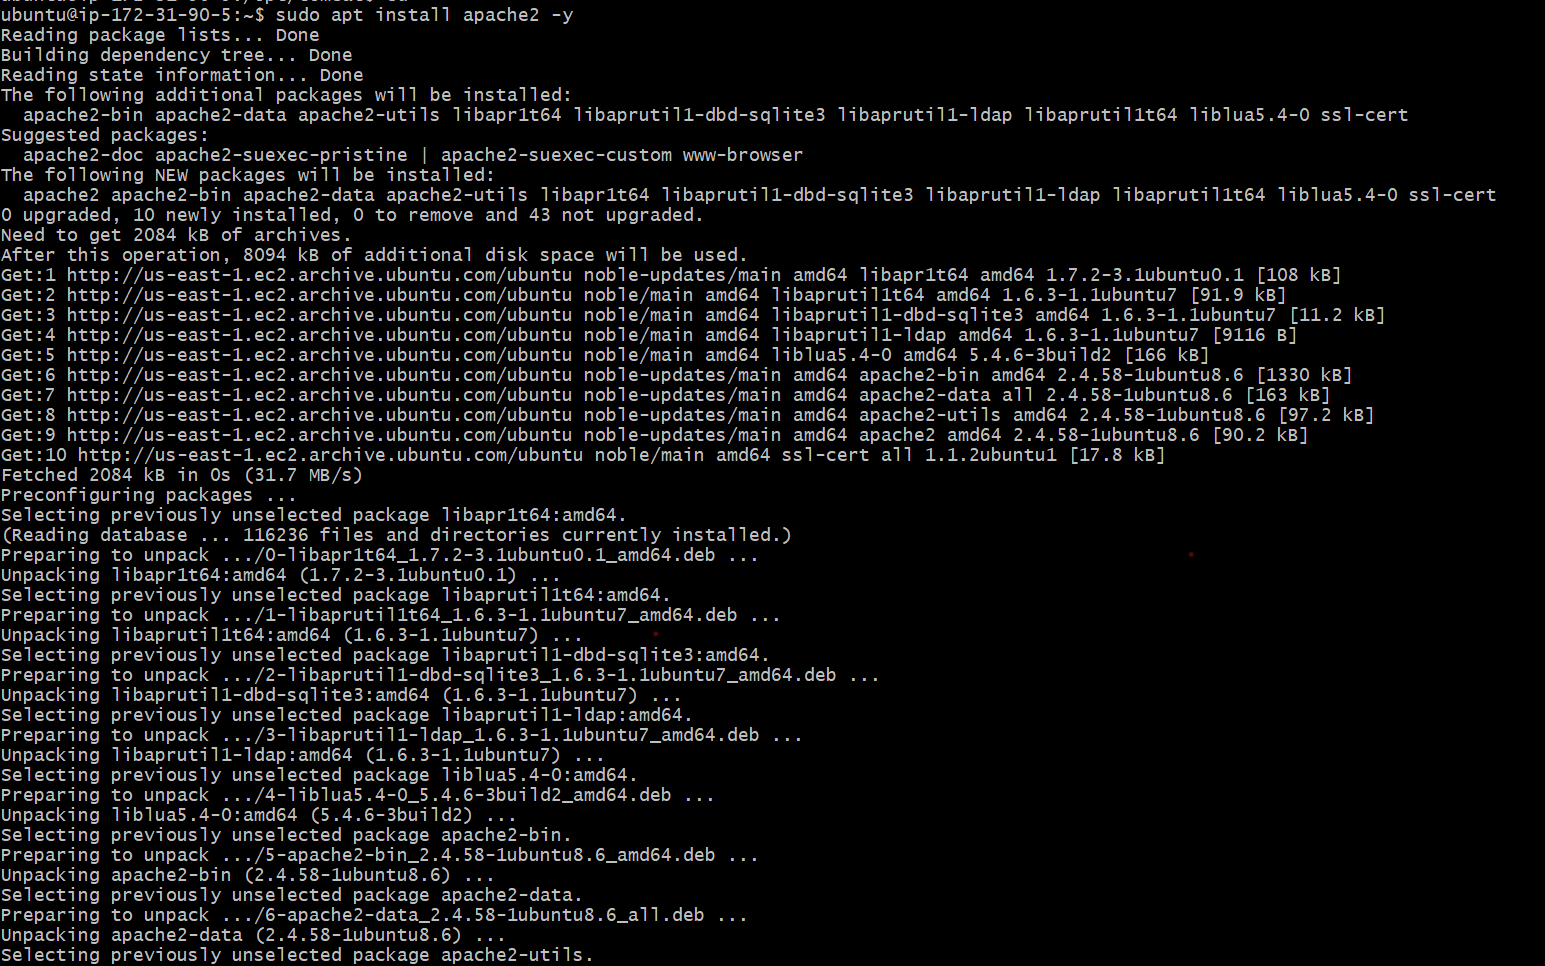 ubuntu@ip-172-31-90-5:~$ sudo apt install apache2 -y
Reading package lists... Done
Building dependency tree... Done
Reading state information... Done
The following additional packages will be installed:
  apache2-bin apache2-data apache2-utils libapr1t64 libaprutil1-dbd-sqlite3 libaprutil1-ldap libaprutil1t64 liblua5.4-0 ssl-cert
Suggested packages:
  apache2-doc apache2-suexec-pristine | apache2-suexec-custom www-browser
The following NEW packages will be installed:
  apache2 apache2-bin apache2-data apache2-utils libapr1t64 libaprutil1-dbd-sqlite3 libaprutil1-ldap libaprutil1t64 liblua5.4-0 ssl-cert
0 upgraded, 10 newly installed, 0 to remove and 43 not upgraded.
Need to get 2084 kB of archives.
After this operation, 8094 kB of additional disk space will be used.
Get:1 http://us-east-1.ec2.archive.ubuntu.com/ubuntu noble-updates/main amd64 libapr1t64 amd64 1.7.2-3.1ubuntu0.1 [108 kB]
Get:2 http://us-east-1.ec2.archive.ubuntu.com/ubuntu noble/main amd64 libaprutil1t64 amd64 1.6.3-1.1ubuntu7 [91.9 kB]
Get:3 http://us-east-1.ec2.archive.ubuntu.com/ubuntu noble/main amd64 libaprutil1-dbd-sqlite3 amd64 1.6.3-1.1ubuntu7 [11.2 kB]
Get:4 http://us-east-1.ec2.archive.ubuntu.com/ubuntu noble/main amd64 libaprutil1-ldap amd64 1.6.3-1.1ubuntu7 [9116 B]
Get:5 http://us-east-1.ec2.archive.ubuntu.com/ubuntu noble/main amd64 liblua5.4-0 amd64 5.4.6-3build2 [166 kB]
Get:6 http://us-east-1.ec2.archive.ubuntu.com/ubuntu noble-updates/main amd64 apache2-bin amd64 2.4.58-1ubuntu8.6 [1330 kB]
Get:7 http://us-east-1.ec2.archive.ubuntu.com/ubuntu noble-updates/main amd64 apache2-data all 2.4.58-1ubuntu8.6 [163 kB]
Get:8 http://us-east-1.ec2.archive.ubuntu.com/ubuntu noble-updates/main amd64 apache2-utils amd64 2.4.58-1ubuntu8.6 [97.2 kB]
Get:9 http://us-east-1.ec2.archive.ubuntu.com/ubuntu noble-updates/main amd64 apache2 amd64 2.4.58-1ubuntu8.6 [90.2 kB]
Get:10 http://us-east-1.ec2.archive.ubuntu.com/ubuntu noble/main amd64 ssl-cert all 1.1.2ubuntu1 [17.8 kB]
Fetched 2084 kB in 0s (31.7 MB/s)
Preconfiguring packages ...
Selecting previously unselected package libapr1t64:amd64.
(Reading database ... 116236 files and directories currently installed.)
Preparing to unpack .../0-libapr1t64_1.7.2-3.1ubuntu0.1_amd64.deb ...
Unpacking libapr1t64:amd64 (1.7.2-3.1ubuntu0.1) ...
Selecting previously unselected package libaprutil1t64:amd64.
Preparing to unpack .../1-libaprutil1t64_1.6.3-1.1ubuntu7_amd64.deb ...
Unpacking libaprutil1t64:amd64 (1.6.3-1.1ubuntu7) ...
Selecting previously unselected package libaprutil1-dbd-sqlite3:amd64.
Preparing to unpack .../2-libaprutil1-dbd-sqlite3_1.6.3-1.1ubuntu7_amd64.deb ...
Unpacking libaprutil1-dbd-sqlite3:amd64 (1.6.3-1.1ubuntu7) ...
Selecting previously unselected package libaprutil1-ldap:amd64.
Preparing to unpack .../3-libaprutil1-ldap_1.6.3-1.1ubuntu7_amd64.deb ...
Unpacking libaprutil1-ldap:amd64 (1.6.3-1.1ubuntu7) ...
Selecting previously unselected package liblua5.4-0:amd64.
Preparing to unpack .../4-liblua5.4-0_5.4.6-3build2_amd64.deb ...
Unpacking liblua5.4-0:amd64 (5.4.6-3build2) ...
Selecting previously unselected package apache2-bin.
Preparing to unpack .../5-apache2-bin_2.4.58-1ubuntu8.6_amd64.deb ...
Unpacking apache2-bin (2.4.58-1ubuntu8.6) ...
Selecting previously unselected package apache2-data.
Preparing to unpack .../6-apache2-data_2.4.58-1ubuntu8.6_all.deb ...
Unpacking apache2-data (2.4.58-1ubuntu8.6) ...
Selecting previously unselected package apache2-utils.